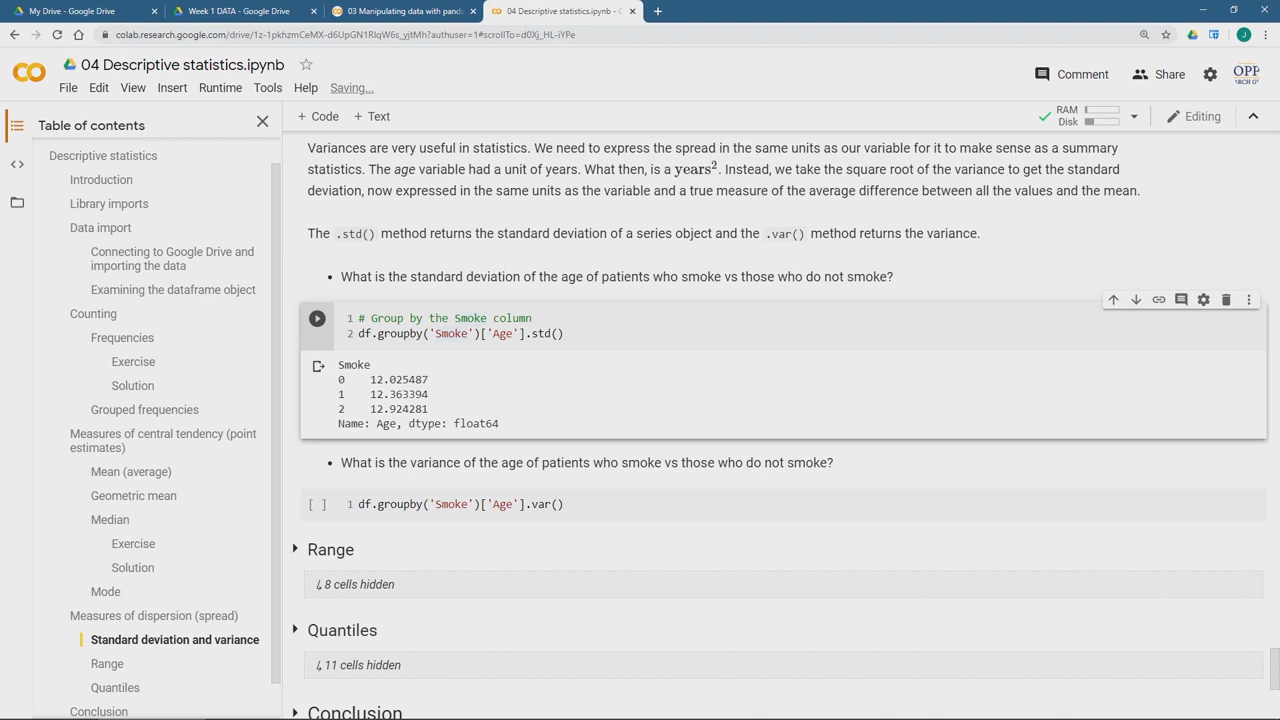 My Drive - Google Drive
Week 1 DATA - Google Drive
03 Manipulating data with panda
04 Descriptive statistics.ipynb - C
colab.research.google.com/drive/1z-1pkhzmCeMX-d6UpGN1RIqW6s_yjtMh?authuser=1#scrollTo=d0Xj_HL-iYPe
J
04 Descriptive statistics.ipynb
Comment
Share
OPP
File Edit View Insert Runtime Tools Help Saving...
Table of contents
+ Code + Text
RAM
Disk
Editing
Descriptive statistics
Introduction
Library imports
Data import
Connecting to Google Drive and
importing the data
Examining the dataframe object
Counting
Frequencies
Exercise
Solution
Grouped frequencies
Measures of central tendency (point
estimates)
Mean (average)
Geometric mean
Median
Exercise
Solution
Mode
Measures of dispersion (spread)
Standard deviation and variance
Range
Quantiles
Conclusion
Variances are very useful in statistics. We need to express the spread in the same units as our variable for it to make sense as a summary
statistics. The age variable had a unit of years. What then, is a years². Instead, we take the square root of the variance to get the standard
deviation, now expressed in the same units as the variable and a true measure of the average difference between all the values and the mean.
The .std() method returns the standard deviation of a series object and the .var() method returns the variance.
• What is the standard deviation of the age of patients who smoke vs those who do not smoke?
1 # Group by the Smoke column
2 df.groupby('Smoke')['Age'].std()
Smoke
0 12.025487
1 12.363394
2 12.924281
Name: Age, dtype: float64
• What is the variance of the age of patients who smoke vs those who do not smoke?
[ ] 1 df.groupby('Smoke')['Age'].var()
Range
↳ 8 cells hidden
Quantiles
↳ 11 cells hidden
Conclusion